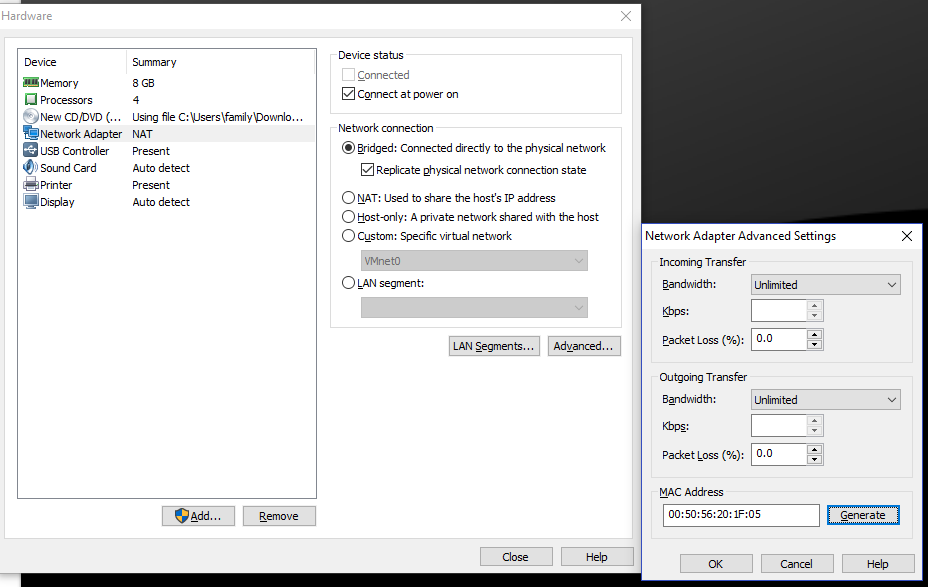 Hardware
Device Summary
Memory 8 GB
Processors 4
New CD/DVD (... Using file C:\Users\family\Downlo...
Network Adapter NAT
USB Controller Present
Sound Card Auto detect
Printer Present
Display Auto detect
Add... Remove
Device status
Connected
Connect at power on
Network connection
Bridged: Connected directly to the physical network
Replicate physical network connection state
NAT: Used to share the host's IP address
Host-only: A private network shared with the host
Custom: Specific virtual network
VMnet0
LAN segment:
LAN Segments... Advanced...
Close Help
Network Adapter Advanced Settings
Incoming Transfer
Bandwidth: Unlimited
Kbps:
Packet Loss (%): 0.0
Outgoing Transfer
Bandwidth: Unlimited
Kbps:
Packet Loss (%): 0.0
MAC Address
00:50:56:20:1F:05 Generate
OK Cancel Help